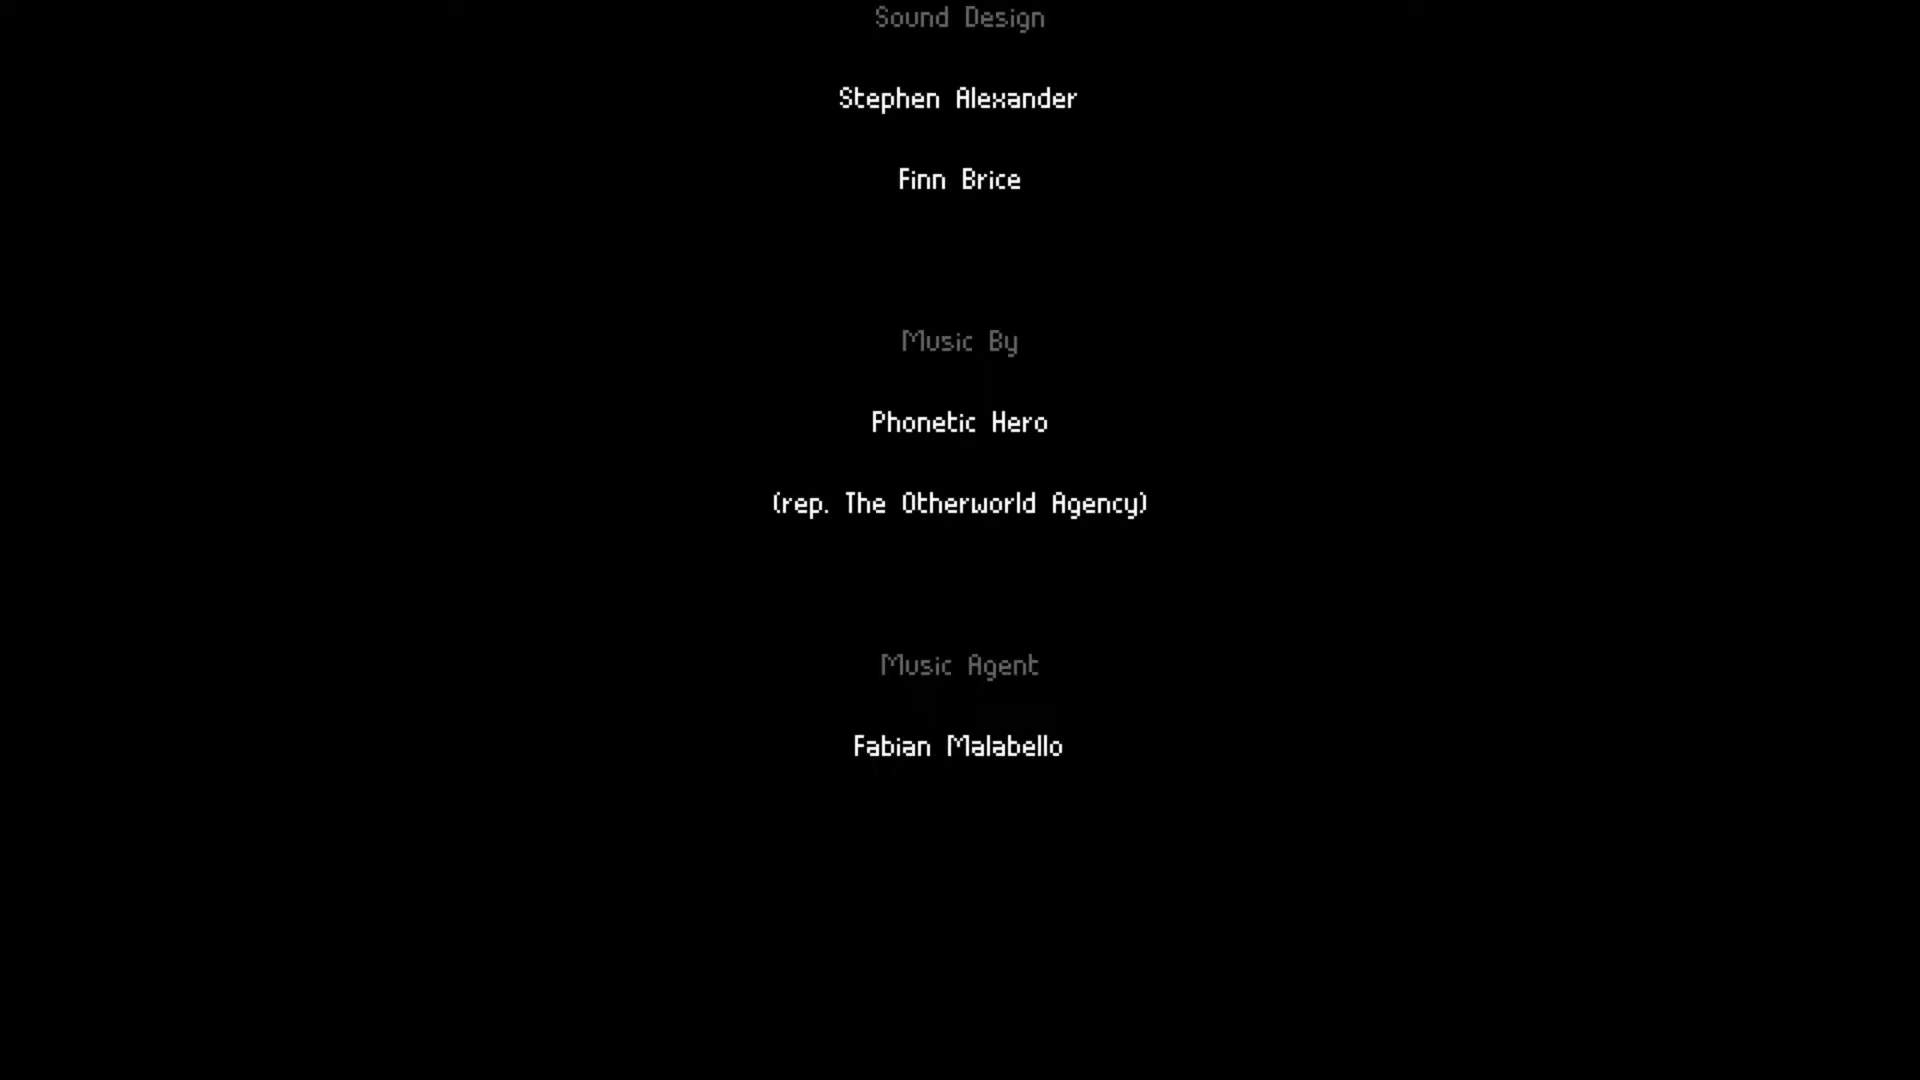 Sound Design
Stephen Alexander
Finn Brice
Music By
Phonetic Hero
(rep. The Otherworld Agency)
Music Agent
Fabian Malabello